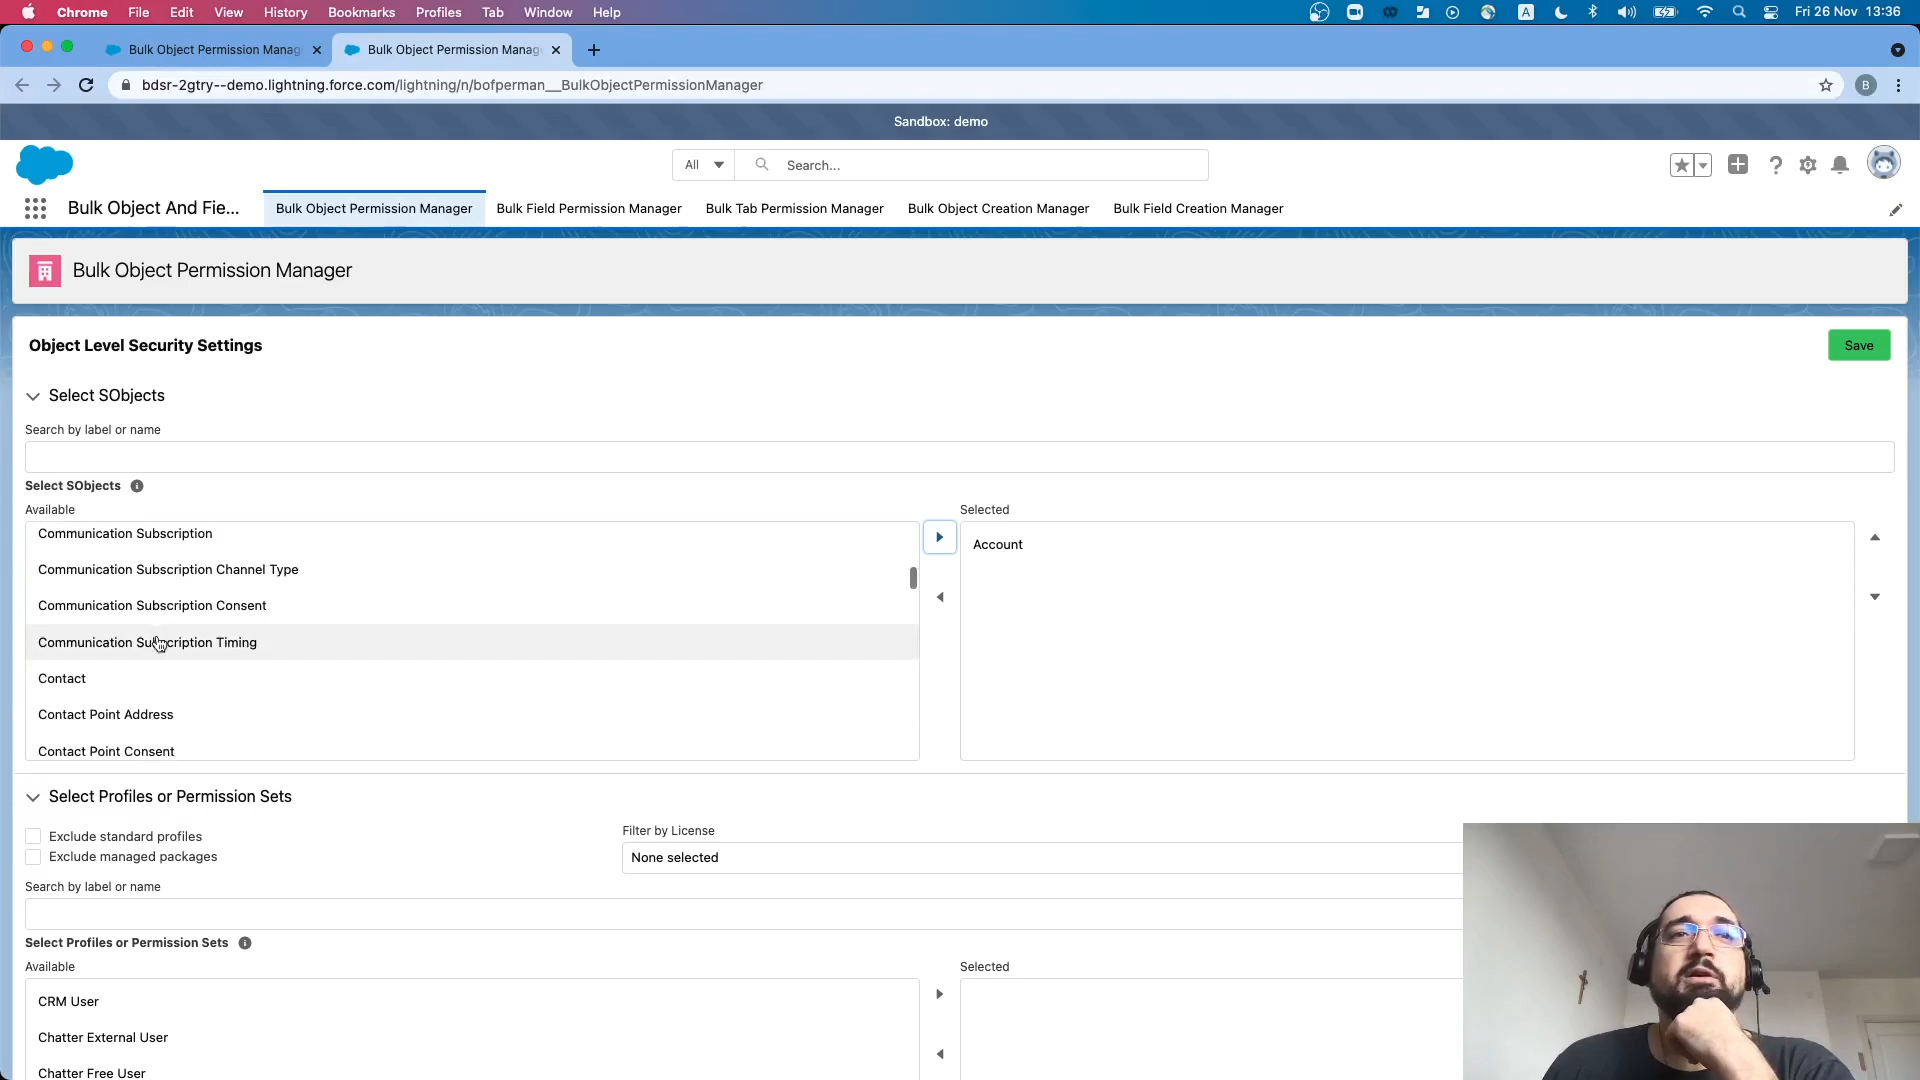 Chrome File Edit View History Bookmarks Profiles Tab Window Help
A
Fri 26 Nov 13:36
Bulk Object Permission Manag
Bulk Object Permission Manag
bdsr-2gtry--demo.lightning.force.com/lightning/n/bofperman__BulkObjectPermissionManager
B
Sandbox: demo
All
Search...
Bulk Object And Fie...
Bulk Object Permission Manager
Bulk Field Permission Manager
Bulk Tab Permission Manager
Bulk Object Creation Manager
Bulk Field Creation Manager
Bulk Object Permission Manager
Object Level Security Settings
Save
Select SObjects
Search by label or name
Select SObjects
Available
Selected
Communication Subscription
Communication Subscription Channel Type
Communication Subscription Consent
Communication Subscription Timing
Contact
Contact Point Address
Contact Point Consent
Account
Select Profiles or Permission Sets
Exclude standard profiles
Exclude managed packages
Filter by License
None selected
Search by label or name
Select Profiles or Permission Sets
Available
Selected
CRM User
Chatter External User
Chatter Free User